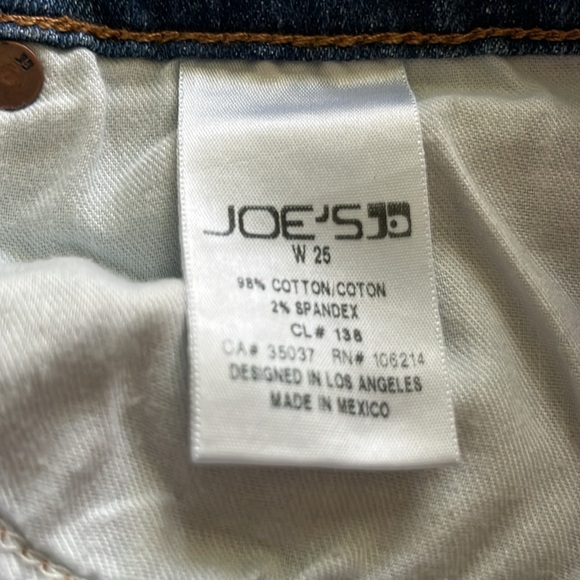 JOE'S
W 25
98% COTTON/COTON
2% SPANDEX
CL# 138
CA# 35037 RN# 106214
DESIGNED IN LOS ANGELES
MADE IN MEXICO